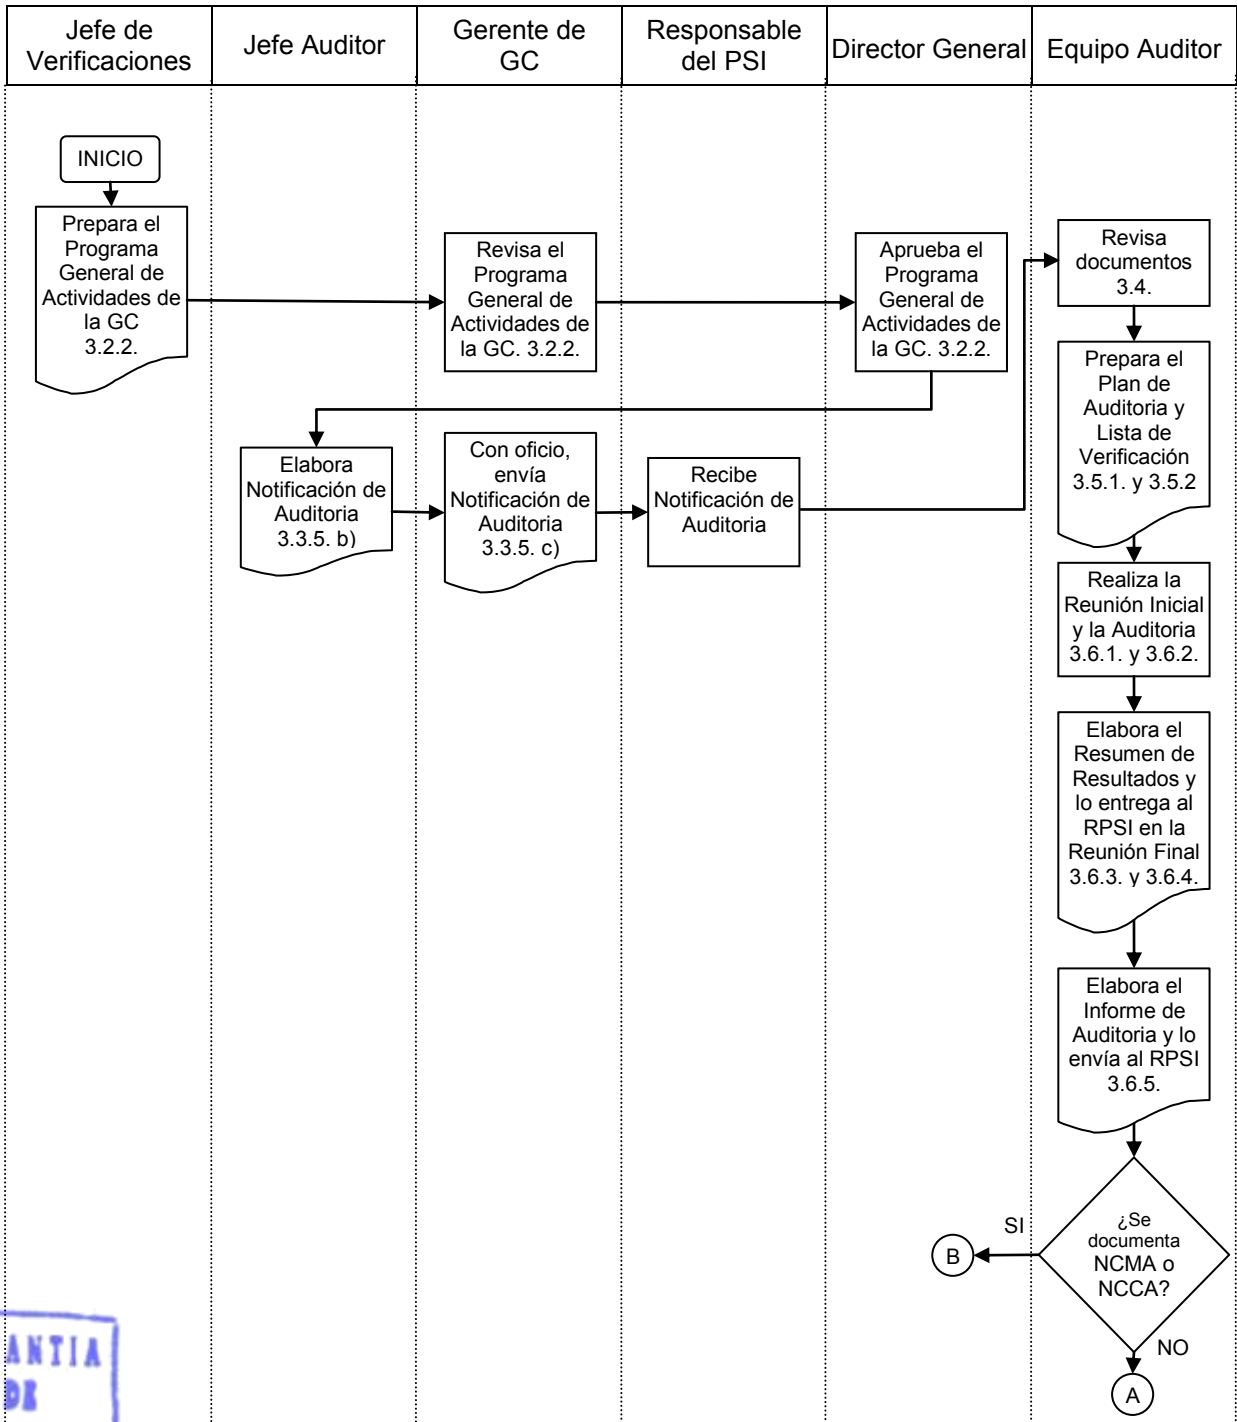 Jefe de
Verificaciones
Jefe Auditor
Gerente de
GC
Responsable
del PSI
Director General
Equipo Auditor
INICIO
Prepara el
Programa
General de
Actividades de
la GC
3.2.2.
Revisa el
Programa
General de
Actividades de
la GC. 3.2.2.
Aprueba el
Programa
General de
Actividades de
la GC. 3.2.2.
Revisa
documentos
3.4.
Prepara el
Plan de
Auditoria y
Lista de
Verificación
3.5.1. y 3.5.2
Elabora
Notificación de
Auditoria
3.3.5. b)
Con oficio,
envía
Notificación de
Auditoria
3.3.5. c)
Recibe
Notificación de
Auditoria
Realiza la
Reunión Inicial
y la Auditoria
3.6.1. y 3.6.2.
Elabora el
Resumen de
Resultados y
lo entrega al
RPSI en la
Reunión Final
3.6.3. y 3.6.4.
Elabora el
Informe de
Auditoria y lo
envía al RPSI
3.6.5.
¿Se
documenta
NCMA o
NCCA?
SI
B
NO
A
ANTIA
DE